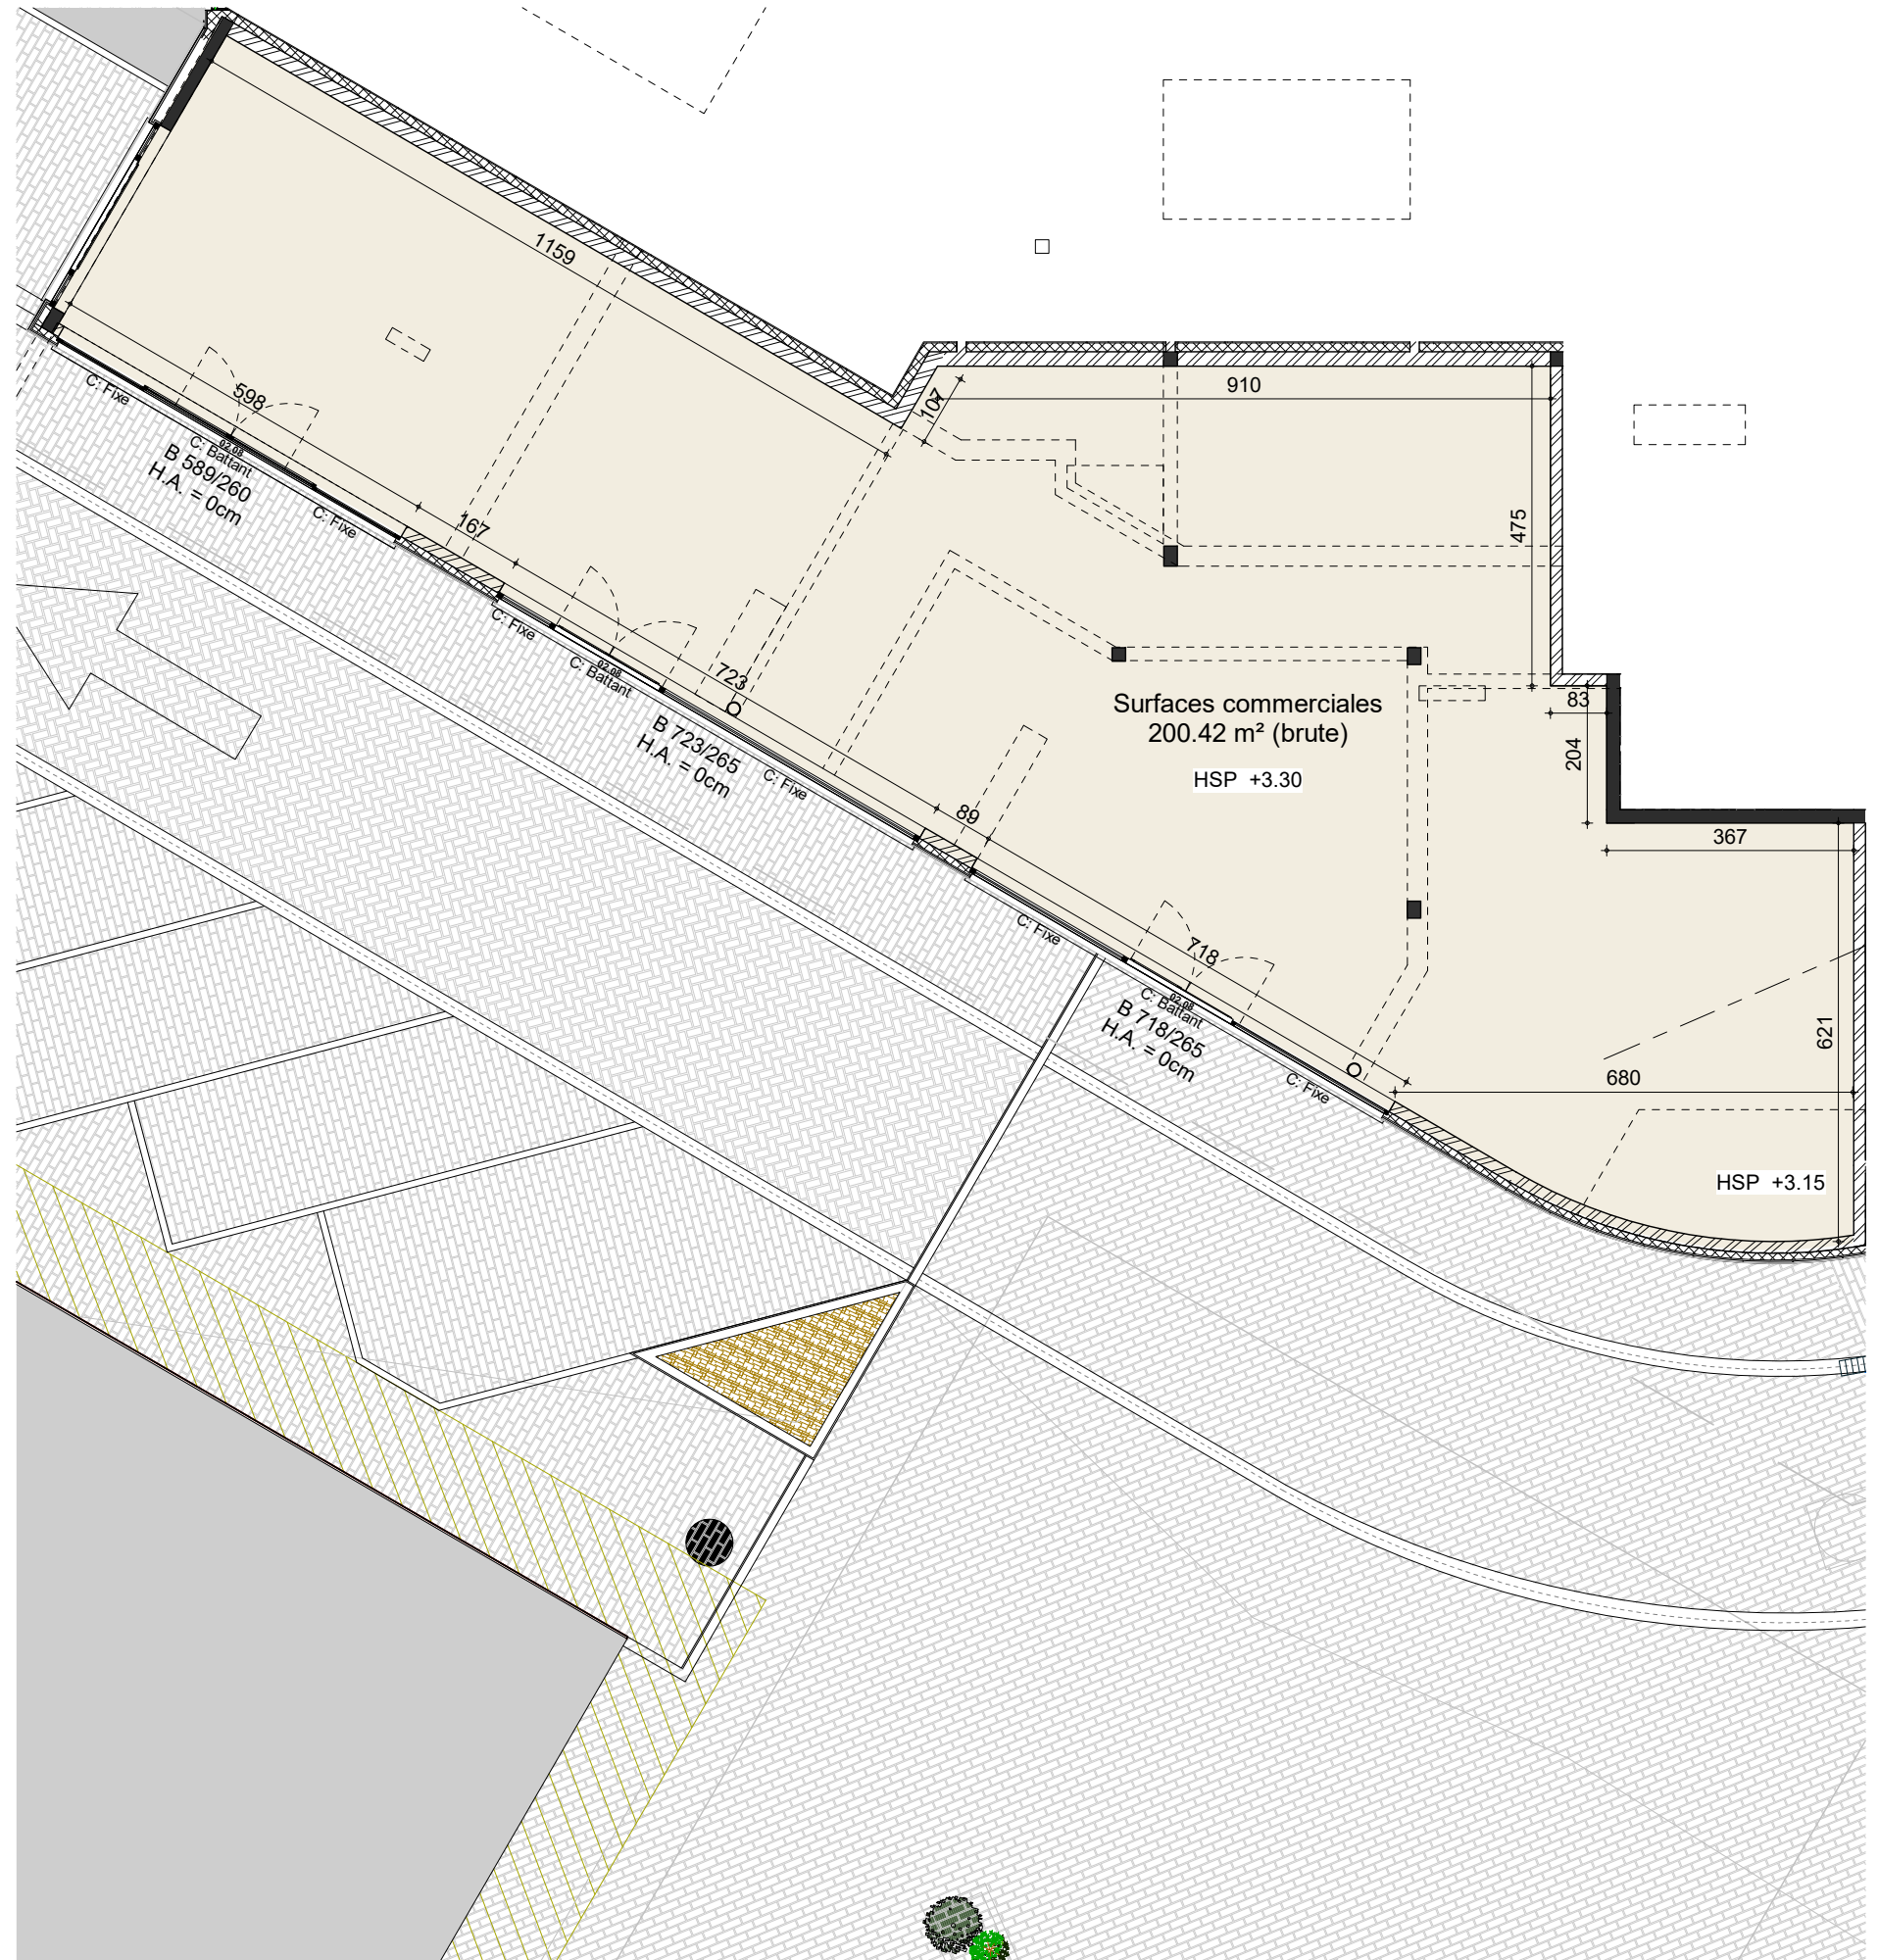 1159
910
107
598
C: Fixe
02.08
C: Battant
B 589/260
H.A. = 0cm
C: Fixe
167
475
C: Fixe
02.08
C: Battant
723
B 723/265
H.A. = 0cm
C: Fixe
Surfaces commerciales
200.42 m² (brute)
HSP +3.30
83
204
367
89
C: Fixe
718
02.08
C: Battant
B 718/265
H.A. = 0cm
C: Fixe
621
680
HSP +3.15